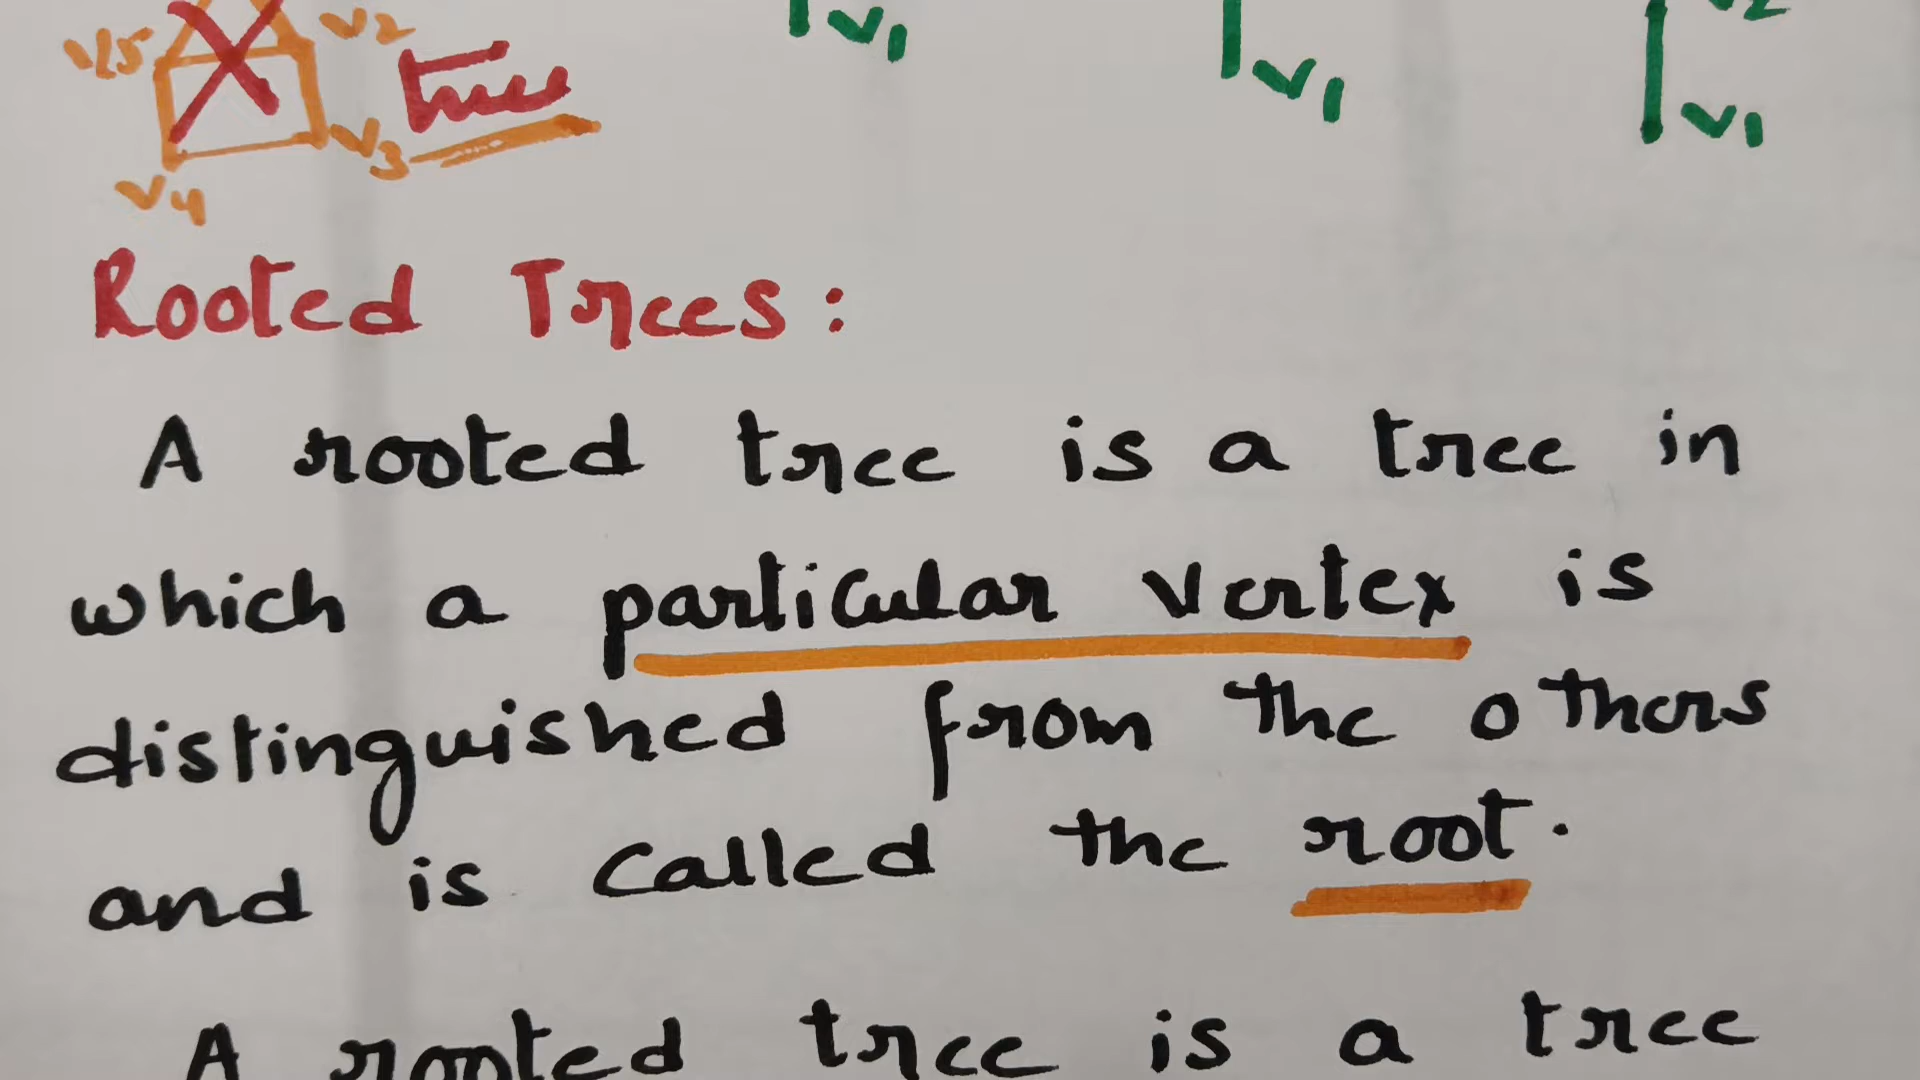 v5 v2 tree v3 v4
v1 v1 v2 v1
Rooted Trees:
A rooted tree is a tree in
which a particular vertex is
distinguished from the others
and is called the root.
A rooted tree is a tree